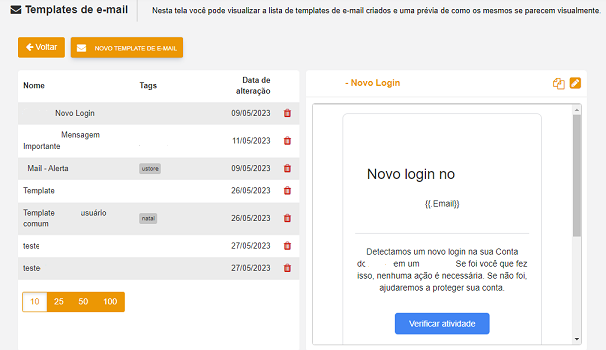 Templates de e-mail
Nesta tela você pode visualizar a lista de templates de e-mail criados e uma prévia de como os mesmos se parecem visualmente.
Voltar
NOVO TEMPLATE DE E-MAIL
Nome Tags Data de
alteração
Novo Login 09/05/2023
Mensagem
Importante 11/05/2023
Mail - Alerta ustore 09/05/2023
Template 26/05/2023
Template usuário
comum natal 26/05/2023
teste 27/05/2023
teste 27/05/2023
10 25 50 100
- Novo Login
Novo login no
{{.Email}}
Detectamos um novo login na sua Conta
em um Se foi você que fez
isso, nenhuma ação é necessária. Se não foi,
ajudaremos a proteger sua conta.
Verificar atividade